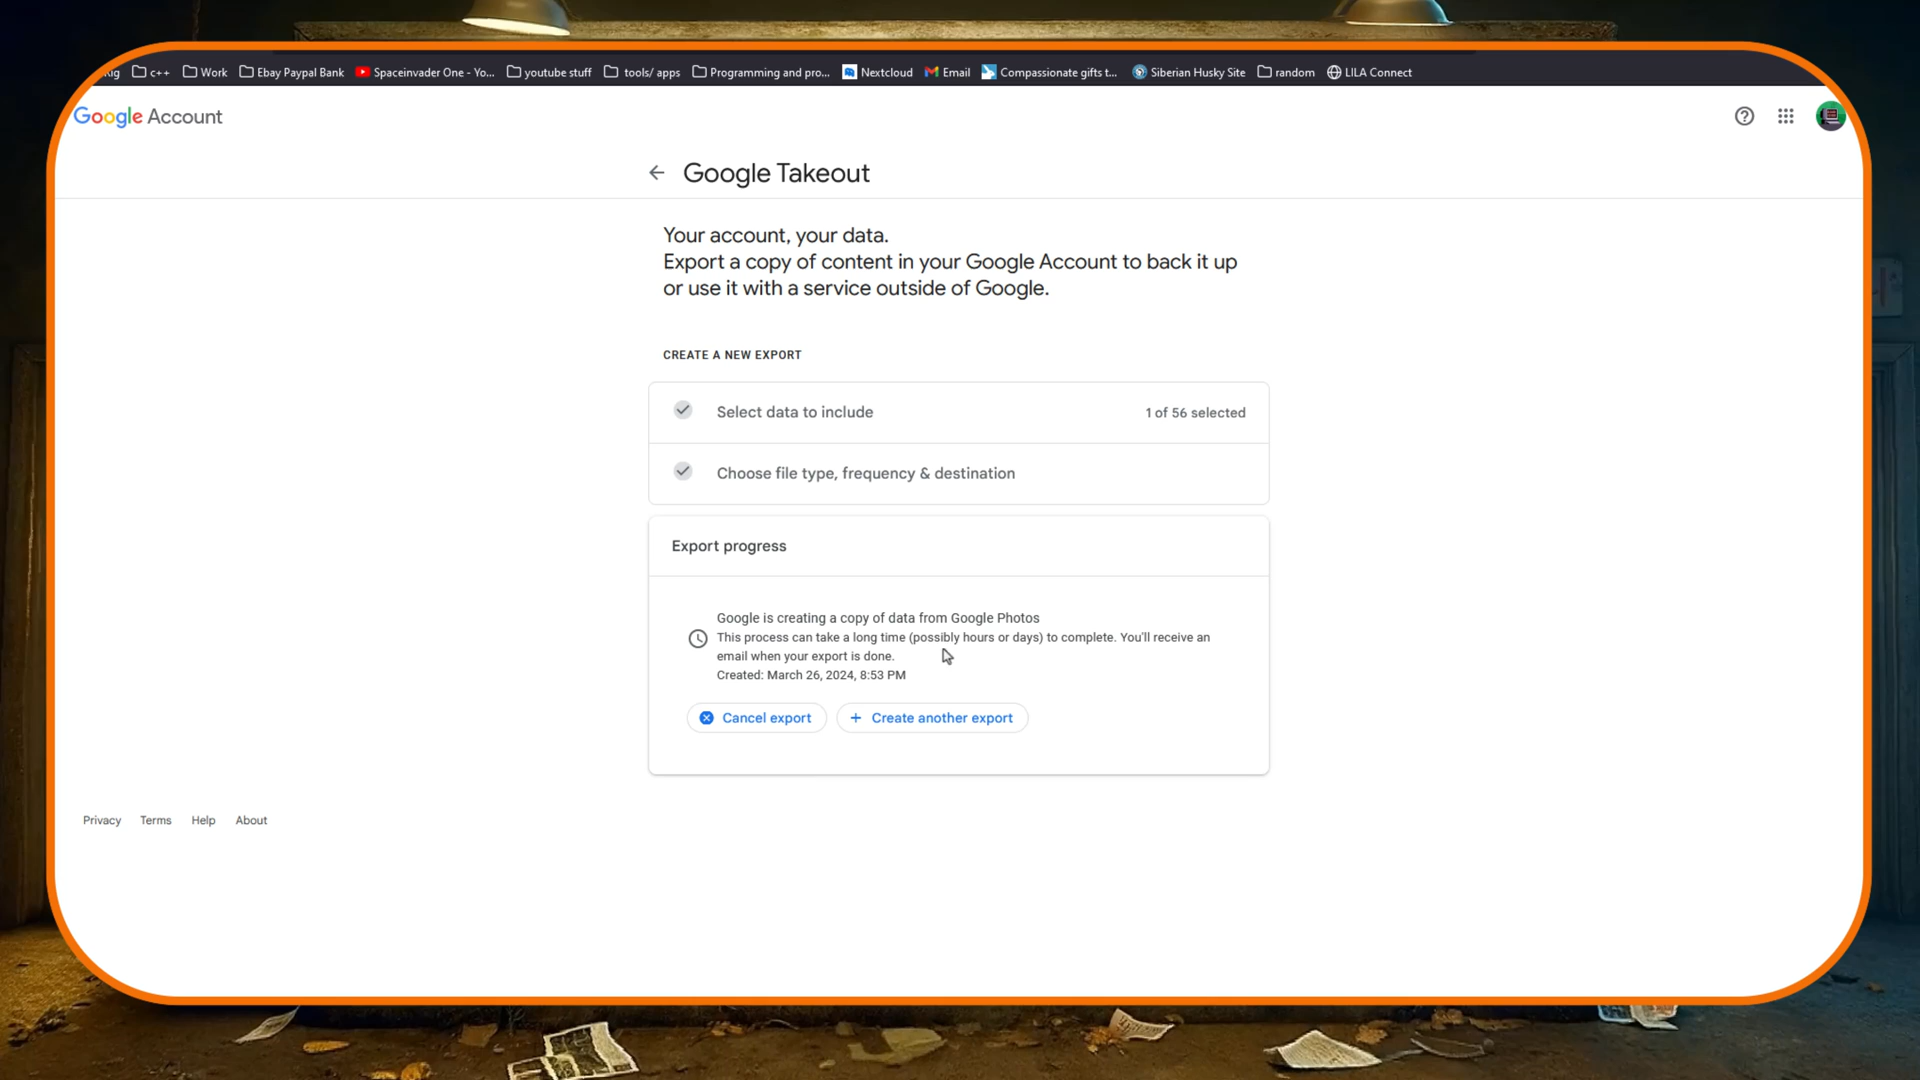 c++ Work Ebay Paypal Bank Spaceinvader One - Yo... youtube stuff tools/ apps Programming and pro... Nextcloud Email Compassionate gifts t... Siberian Husky Site random LILA Connect
Google Account
Google Takeout
Your account, your data.
Export a copy of content in your Google Account to back it up
or use it with a service outside of Google.
CREATE A NEW EXPORT
Select data to include 1 of 56 selected
Choose file type, frequency & destination
Export progress
Google is creating a copy of data from Google Photos
This process can take a long time (possibly hours or days) to complete. You'll receive an
email when your export is done.
Created: March 26, 2024, 8:53 PM
Cancel export + Create another export
Privacy Terms Help About